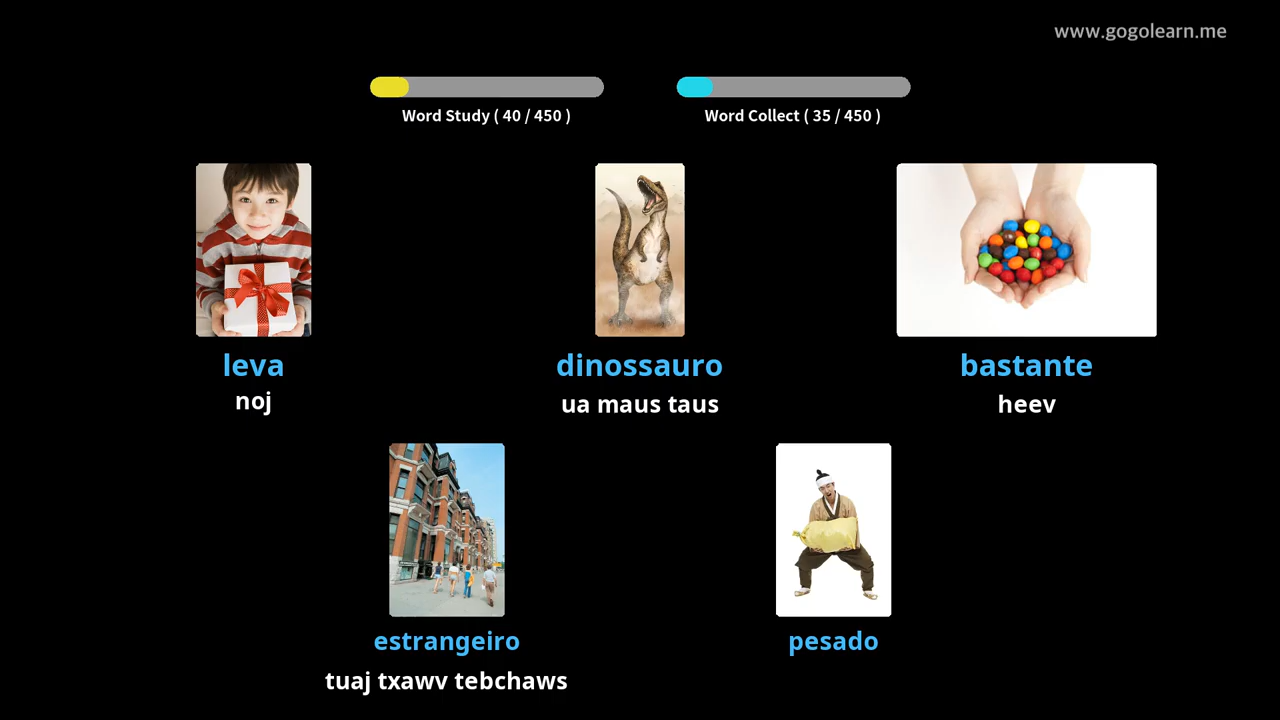 www.gogolearn.me
Word Study ( 40 / 450 )
Word Collect ( 35 / 450 )
leva
noj
dinossauro
ua maus taus
bastante
heev
estrangeiro
tuaj txawv tebchaws
pesado